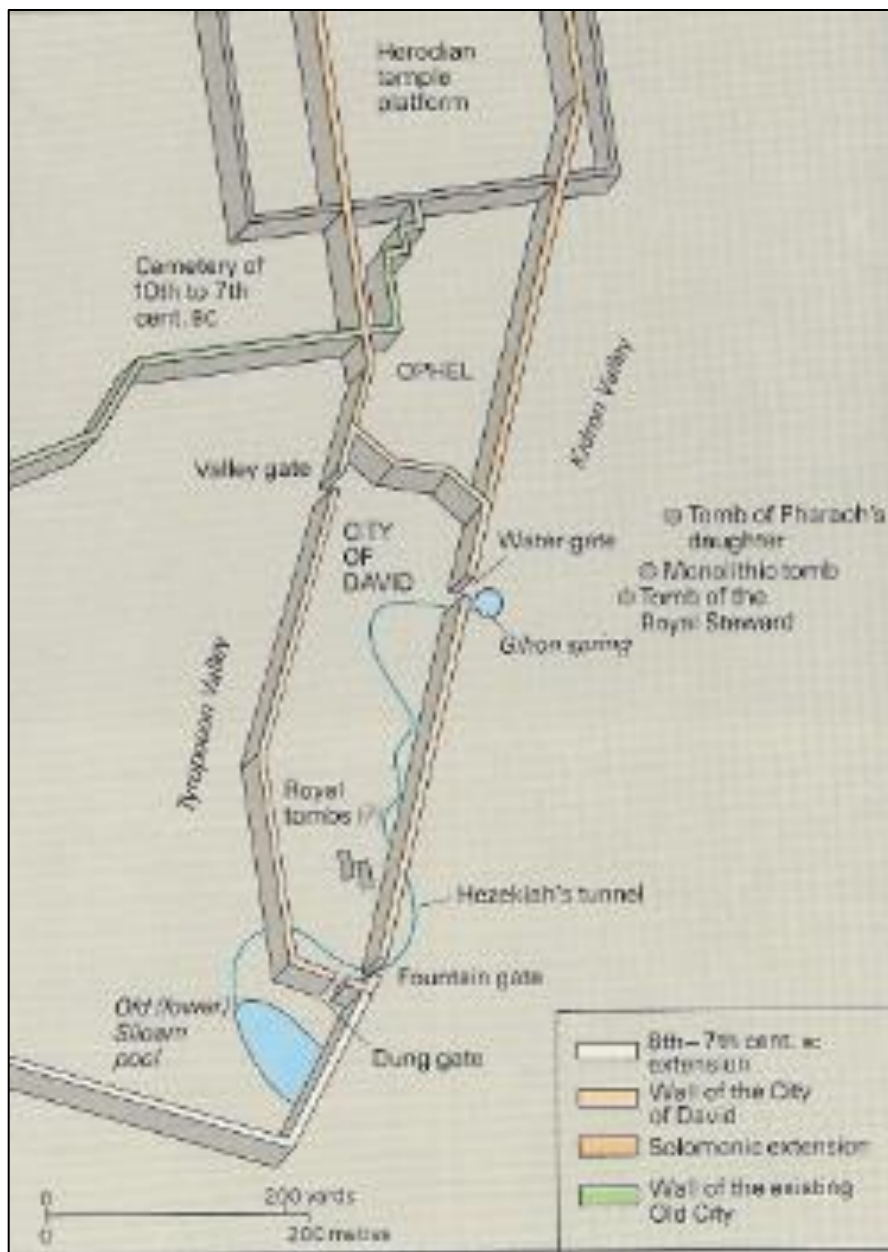 Herodian
temple
platform
Cemetery of
10th to 7th
cent. BC
OPHEL
Kidron Valley
Valley gate
CITY
OF
DAVID
Water gate
Tomb of Pharaoh's
daughter
Monolithic tomb
Tomb of the
Royal Steward
Gihon spring
Tyropoeon Valley
Royal
tombs (?)
Hezekiah's tunnel
Fountain gate
Old (lower)
Siloam
pool
Dung gate
8th–7th cent. BC
extension
Wall of the City
of David
Solomonic extension
Wall of the existing
Old City
0 200 yards
0 200 metres